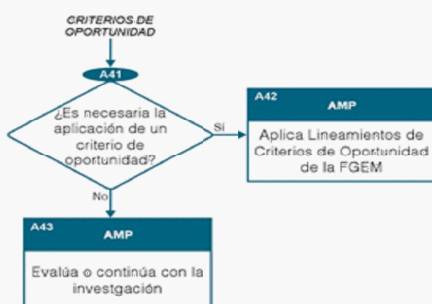 CRITERIOS DE
OPORTUNIDAD
A41
¿Es necesaria la
aplicación de un
criterio de
oportunidad?
Sí
A42
AMP
Aplica Lineamientos de
Criterios de Oportunidad
de la FGEM
No
A43
AMP
Evalúa o continúa con la
investgación